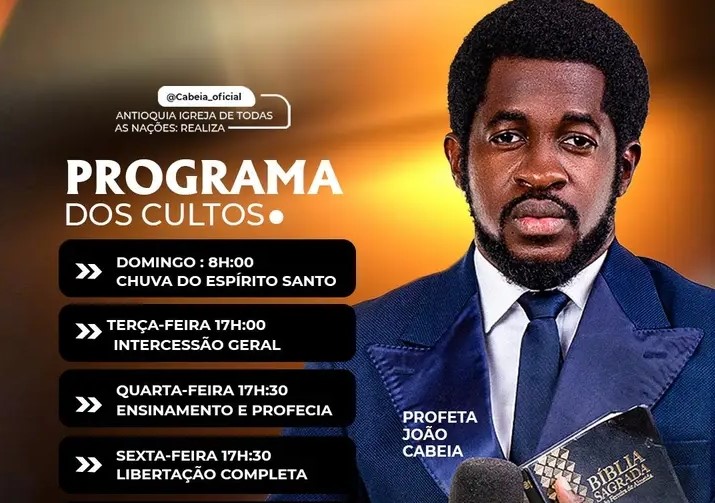 @Cabeia_oficial
ANTIOQUIA IGREJA DE TODAS
AS NAÇÕES: REALIZA
PROGRAMA
DOS CULTOS
DOMINGO : 8H:00
CHUVA DO ESPÍRITO SANTO
TERÇA-FEIRA 17H:00
INTERCESSÃO GERAL
QUARTA-FEIRA 17H:30
ENSINAMENTO E PROFECIA
SEXTA-FEIRA 17H:30
LIBERTAÇÃO COMPLETA
PROFETA
JOÃO
CABEIA
BÍBLIA
SAGRADA
de Almeida